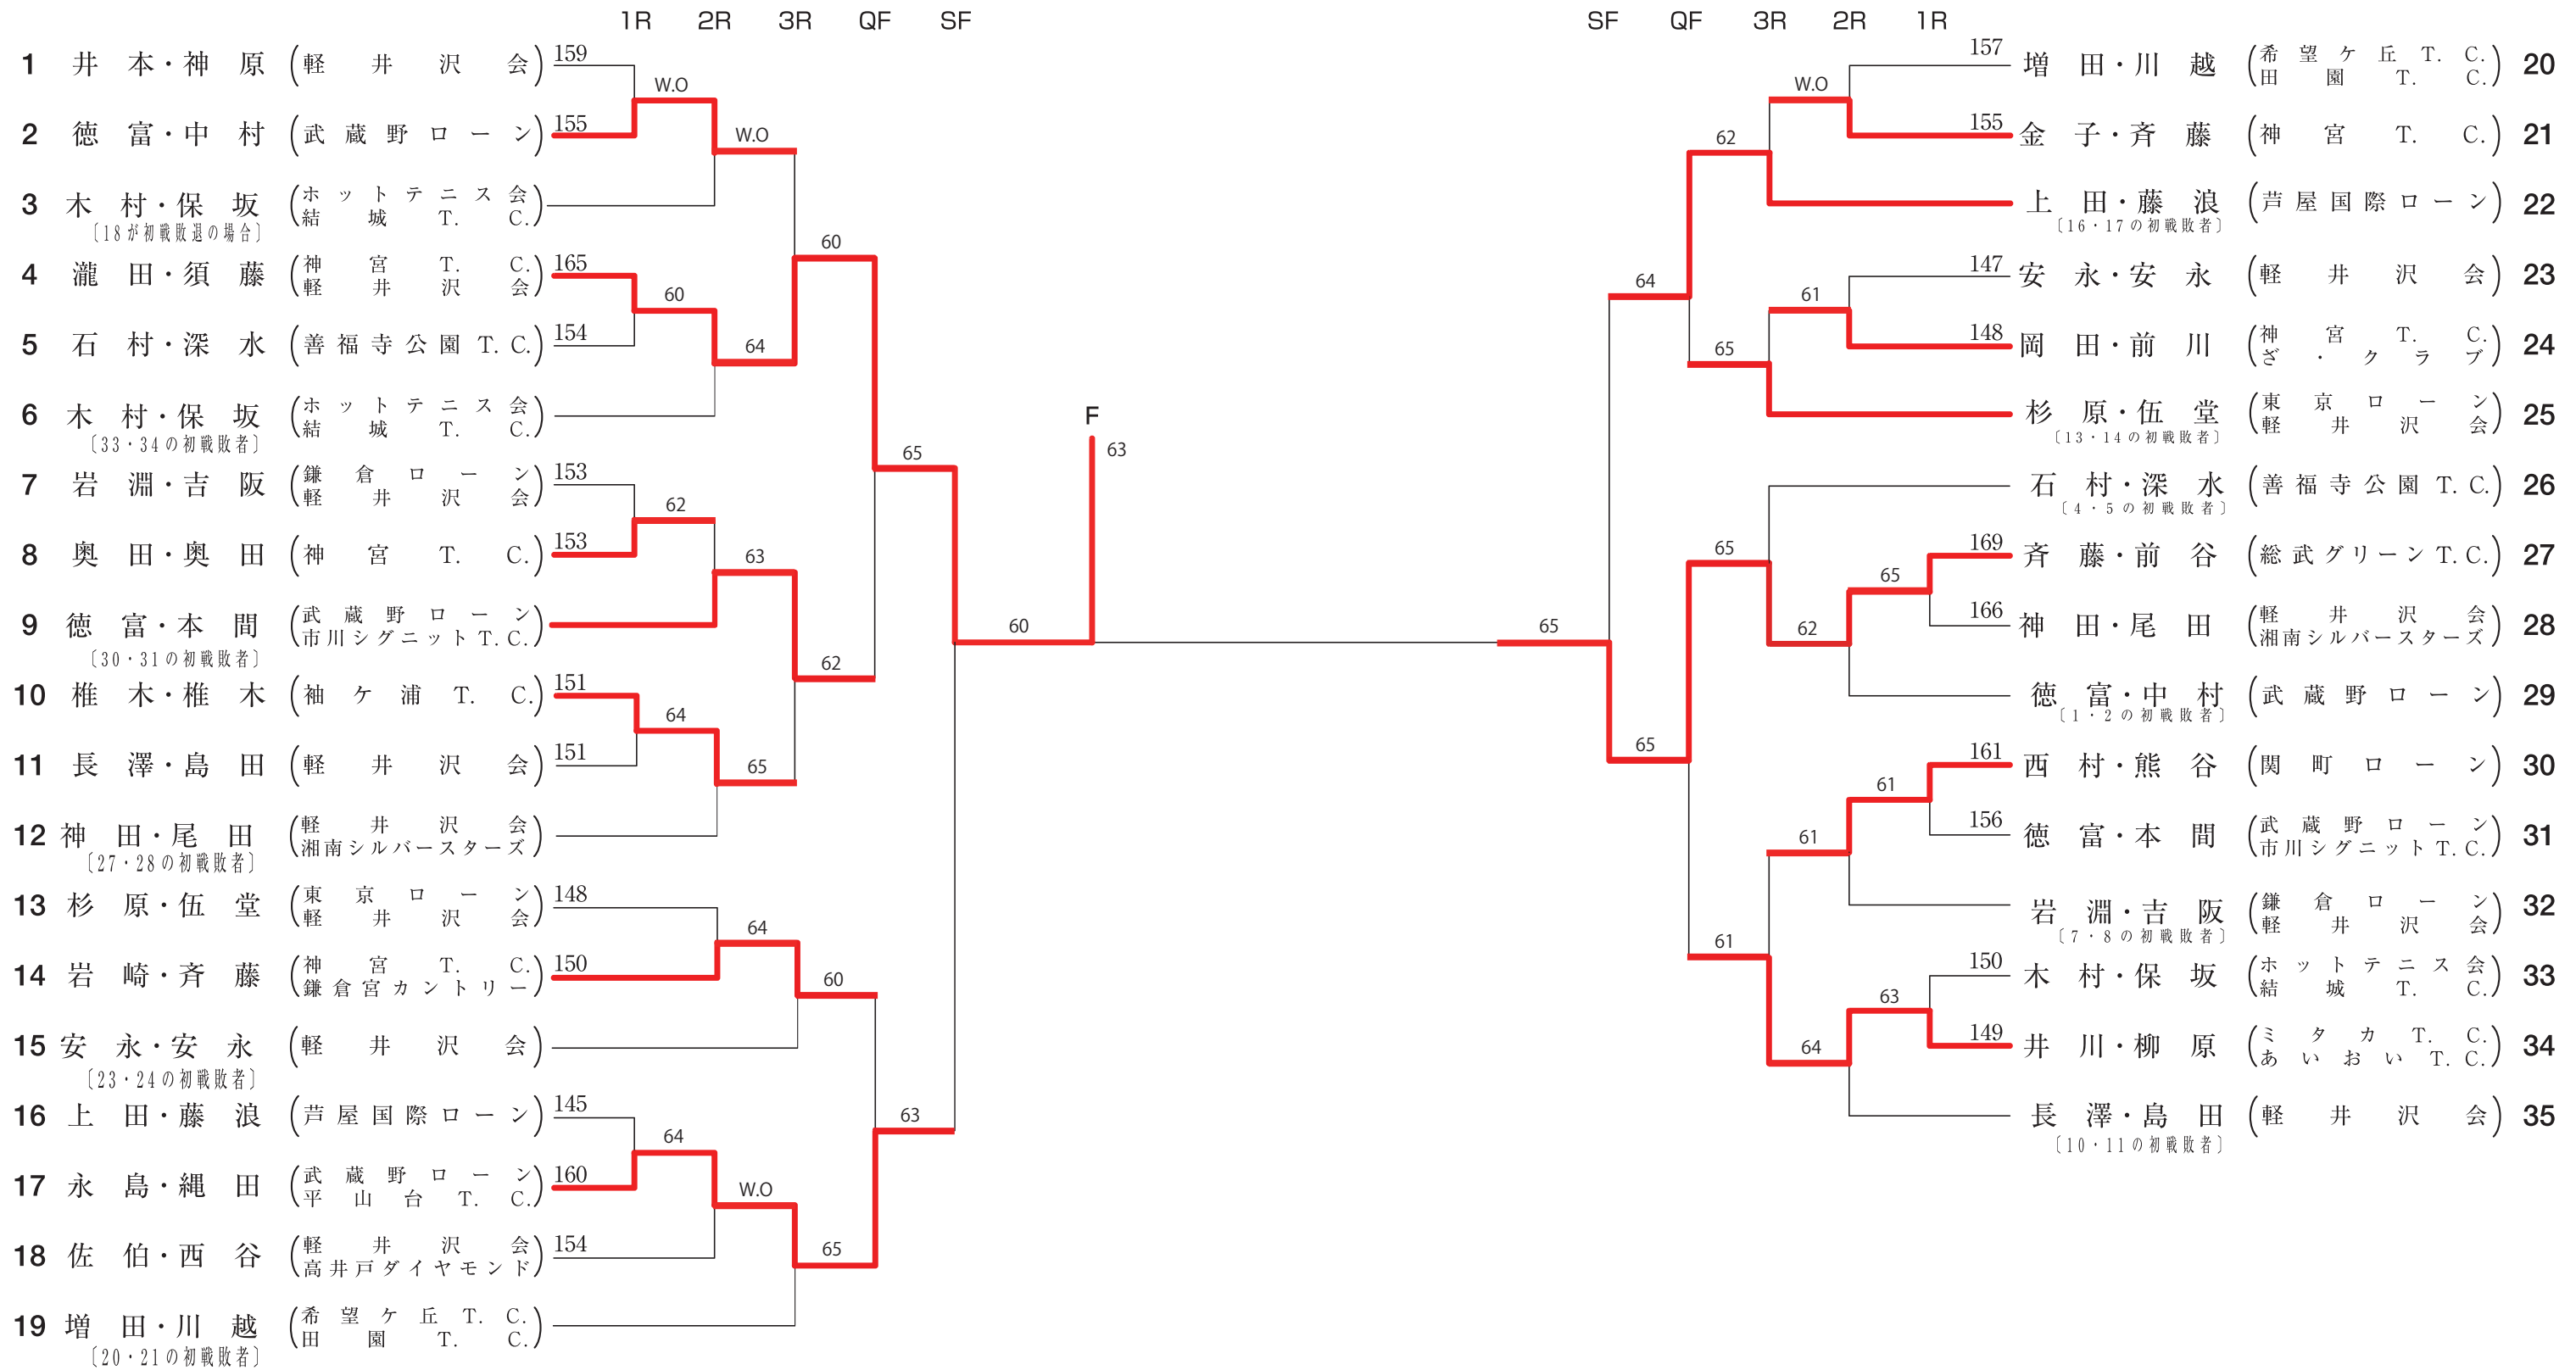 1R 2R 3R QF SF
SF QF 3R 2R 1R
1 井本・神原 (軽井沢会) 159
W.O
2 徳富・中村 (武蔵野ローン) 155
W.O
3 木村・保坂 (ホットテニス会 結城T.C.)
〔18が初戦敗退の場合〕
60
4 瀧田・須藤 (神宮T.C. 軽井沢会) 165
60
5 石村・深水 (善福寺公園T.C.) 154
64
6 木村・保坂 (ホットテニス会 結城T.C.)
〔33・34の初戦敗者〕
65
7 岩淵・吉阪 (鎌倉ローン 軽井沢会) 153
62
8 奥田・奥田 (神宮T.C.) 153
63
9 徳富・本間 (武蔵野ローン 市川シグニットT.C.)
〔30・31の初戦敗者〕
60
62
10 椎木・椎木 (袖ケ浦T.C.) 151
64
11 長澤・島田 (軽井沢会) 151
65
12 神田・尾田 (軽井沢会 湘南シルバースターズ)
〔27・28の初戦敗者〕
13 杉原・伍堂 (東京ローン 軽井沢会) 148
64
14 岩崎・斉藤 (神宮T.C. 鎌倉宮カントリー) 150
60
15 安永・安永 (軽井沢会)
〔23・24の初戦敗者〕
16 上田・藤浪 (芦屋国際ローン) 145
63
64
17 永島・縄田 (武蔵野ローン 平山台T.C.) 160
W.O
18 佐伯・西谷 (軽井沢会 高井戸ダイヤモンド) 154
65
19 増田・川越 (希望ケ丘T.C. 田園T.C.)
〔20・21の初戦敗者〕
F
63
157 増田・川越 (希望ケ丘T.C. 田園T.C.) 20
W.O
155 金子・斉藤 (神宮T.C.) 21
62
上田・藤浪 (芦屋国際ローン) 22
〔16・17の初戦敗者〕
147 安永・安永 (軽井沢会) 23
64
61
148 岡田・前川 (神宮T.C. ざ・クラブ) 24
65
杉原・伍堂 (東京ローン 軽井沢会) 25
〔13・14の初戦敗者〕
石村・深水 (善福寺公園T.C.) 26
〔4・5の初戦敗者〕
65
169 斉藤・前谷 (総武グリーンT.C.) 27
65
166 神田・尾田 (軽井沢会 湘南シルバースターズ) 28
65
62
徳富・中村 (武蔵野ローン) 29
〔1・2の初戦敗者〕
65
161 西村・熊谷 (関町ローン) 30
61
156 徳富・本間 (武蔵野ローン 市川シグニットT.C.) 31
61
岩淵・吉阪 (鎌倉ローン 軽井沢会) 32
〔7・8の初戦敗者〕
61
150 木村・保坂 (ホットテニス会 結城T.C.) 33
63
149 井川・柳原 (ミタカT.C. あいおいT.C.) 34
64
長澤・島田 (軽井沢会) 35
〔10・11の初戦敗者〕